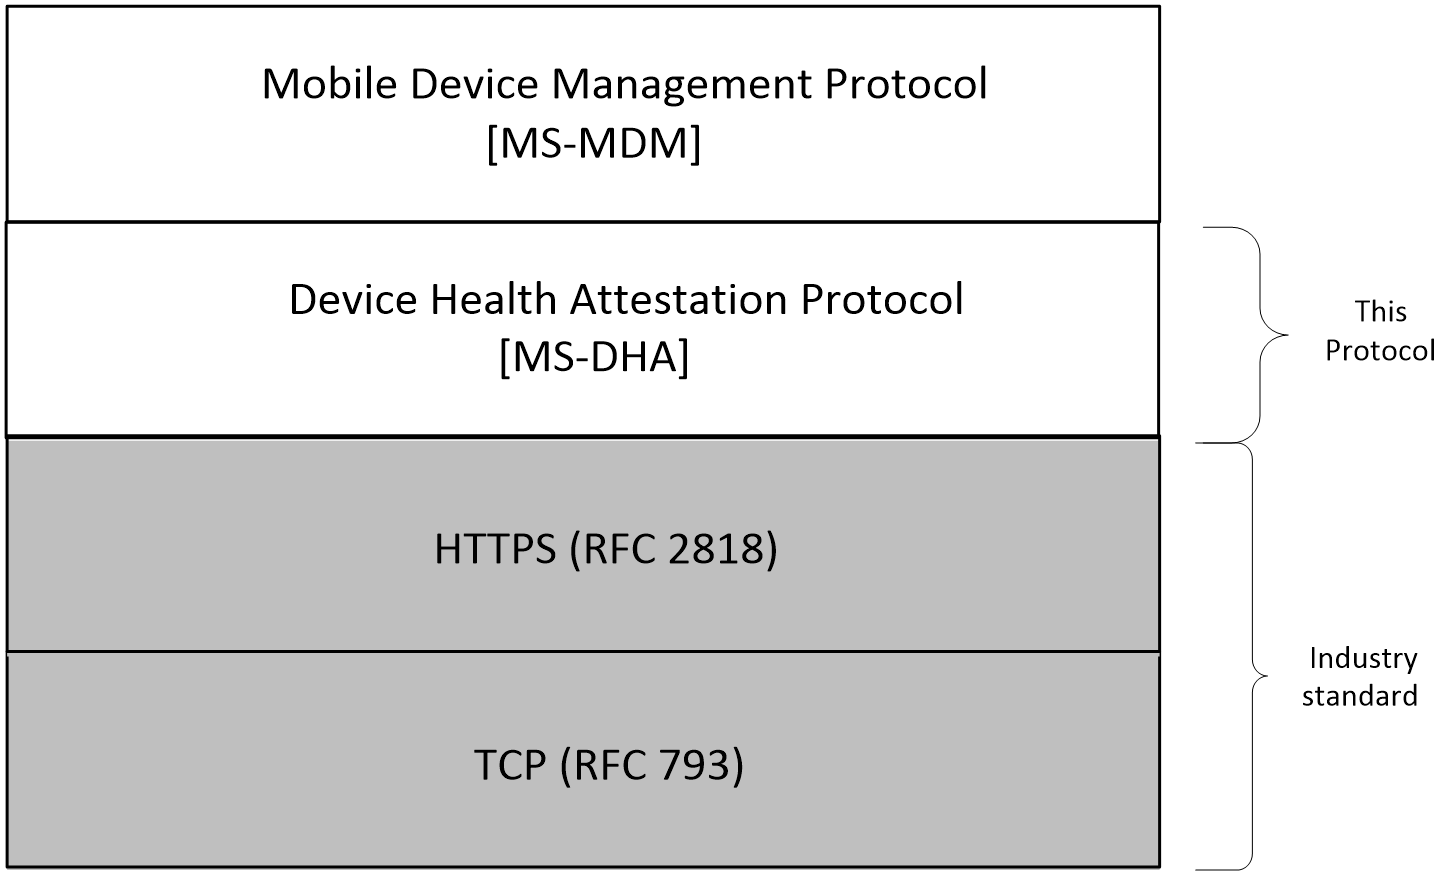 Mobile Device Management Protocol
[MS-MDM]
Device Health Attestation Protocol
[MS-DHA]
This
Protocol
HTTPS (RFC 2818)
Industry
standard
TCP (RFC 793)